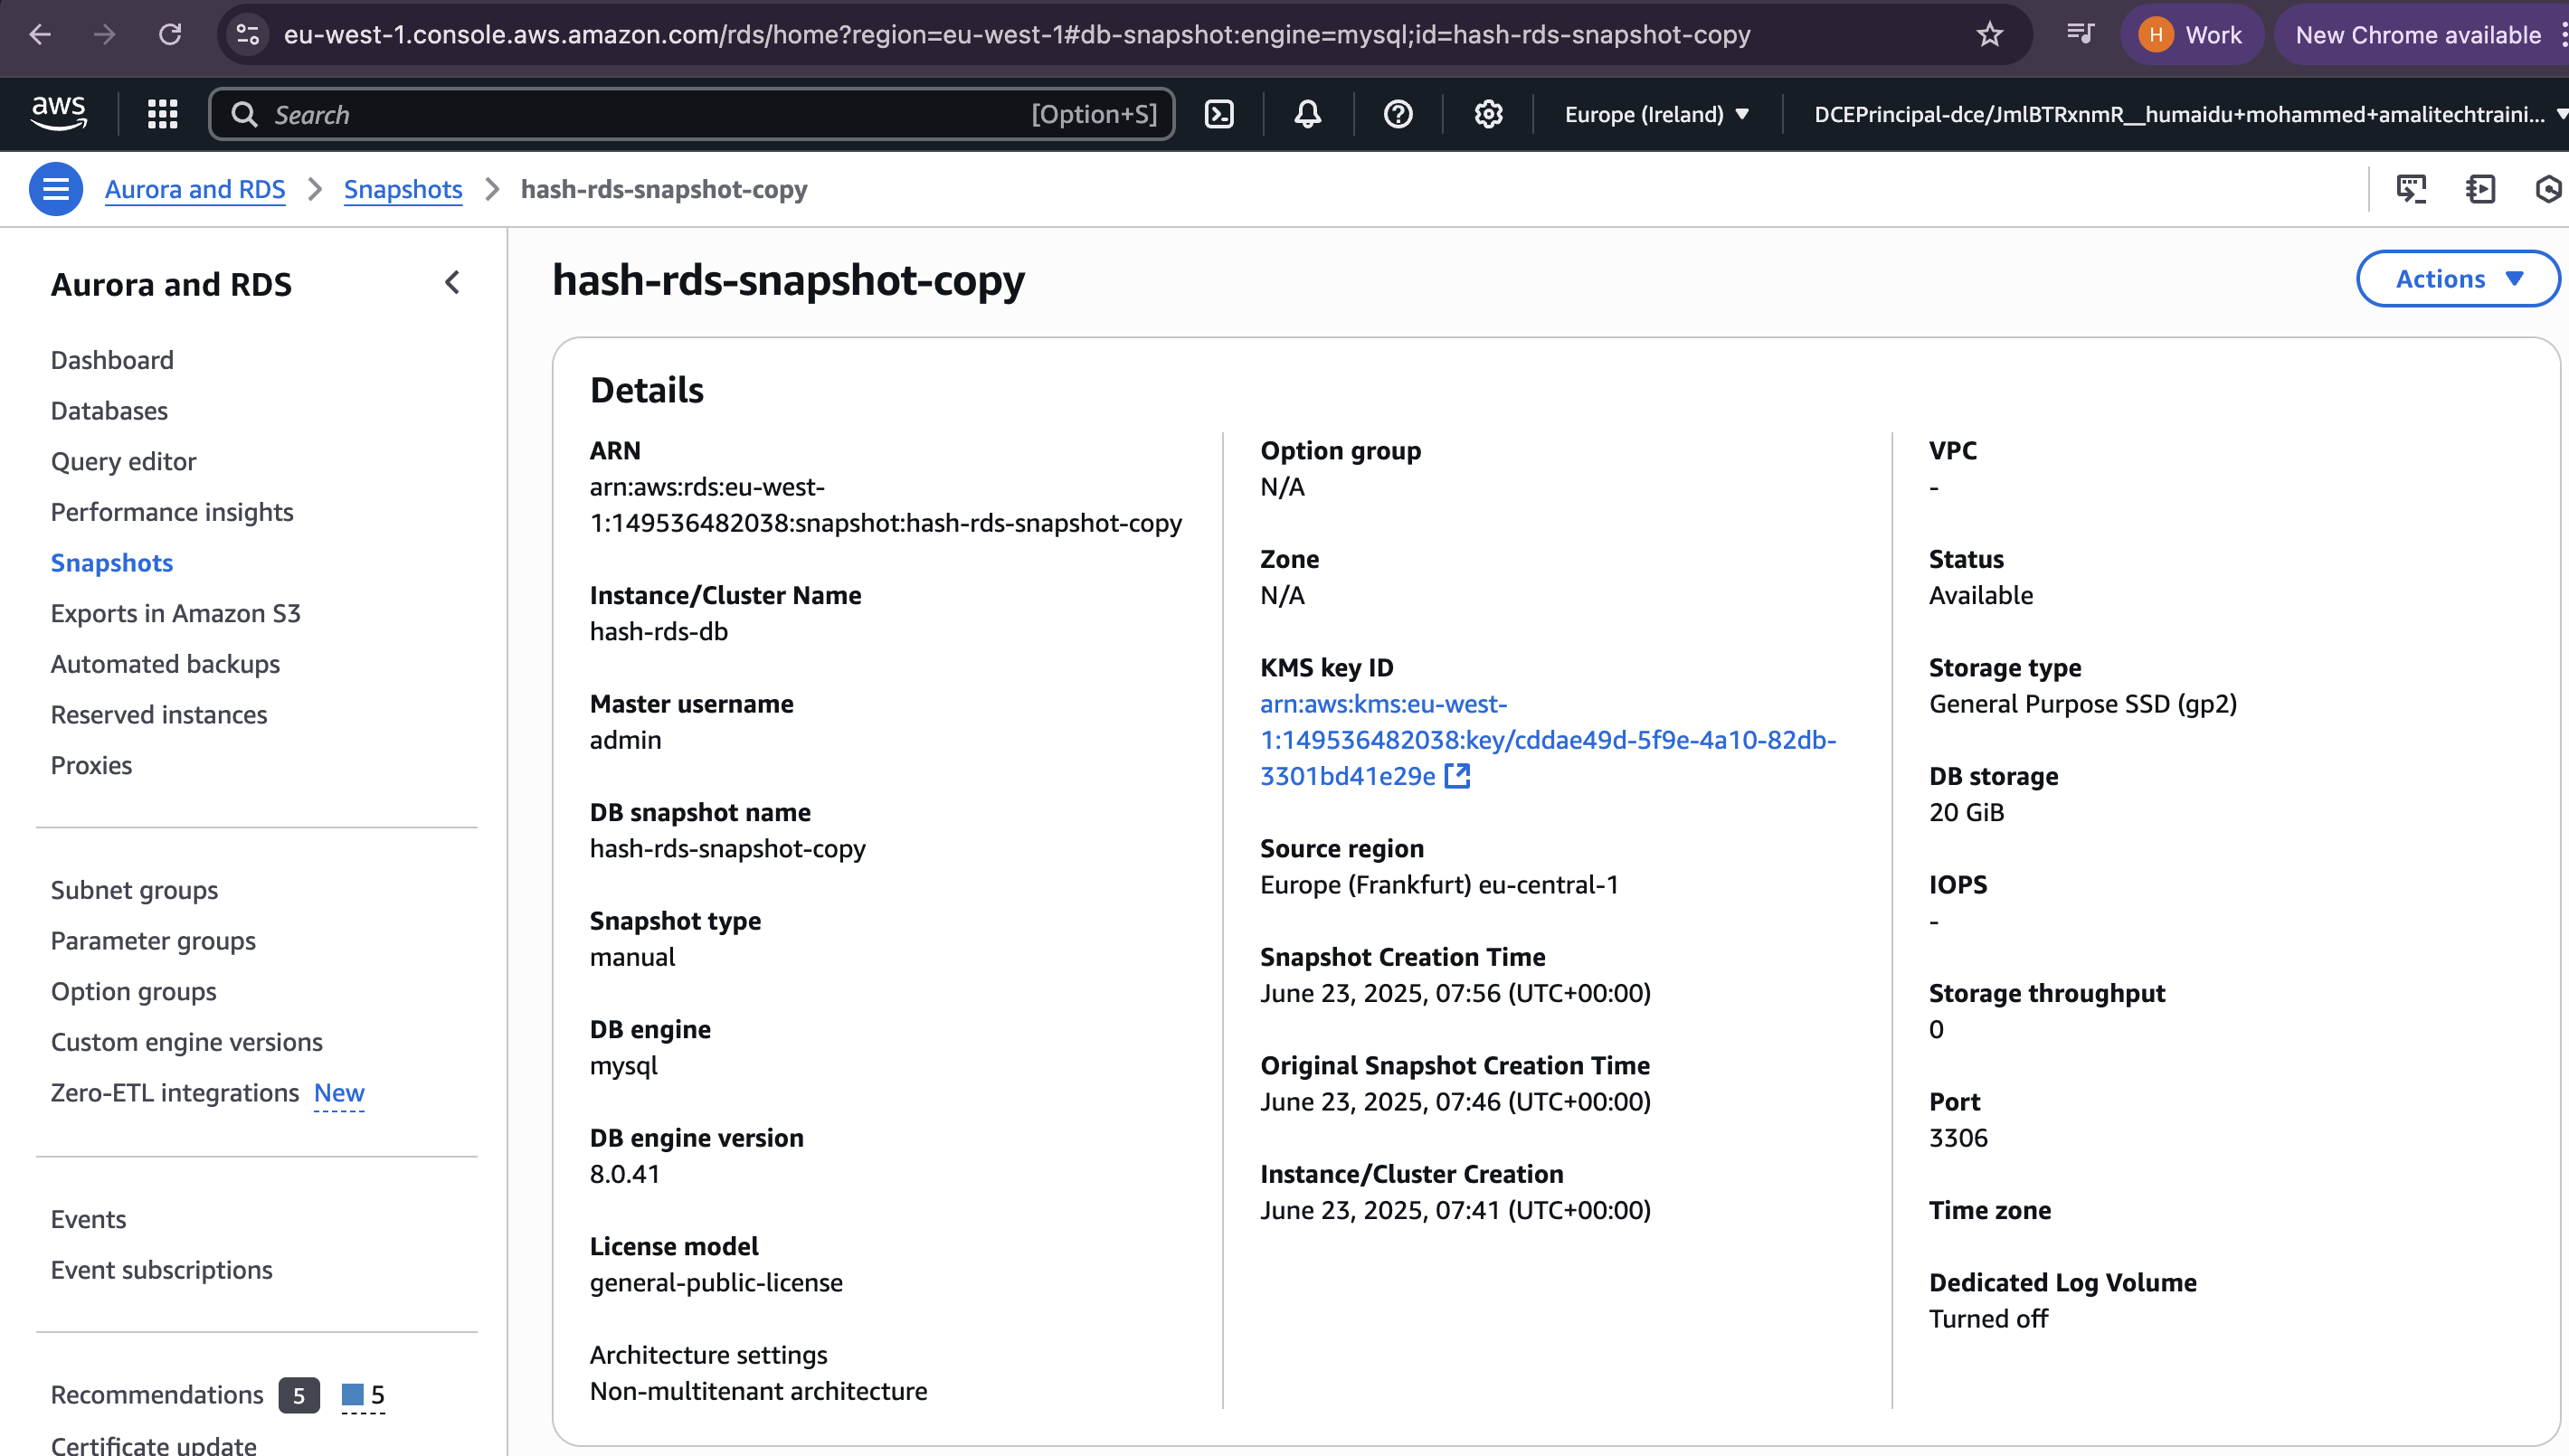 eu-west-1.console.aws.amazon.com/rds/home?region=eu-west-1#db-snapshot:engine=mysql;id=hash-rds-snapshot-copy
H Work
New Chrome available
aws
Search [Option+S]
Europe (Ireland)
DCEPrincipal-dce/JmlBTRxnmR__humaidu+mohammed+amalitechtraini...
Aurora and RDS
Snapshots
hash-rds-snapshot-copy
Aurora and RDS
Dashboard
Databases
Query editor
Performance insights
Snapshots
Exports in Amazon S3
Automated backups
Reserved instances
Proxies
Subnet groups
Parameter groups
Option groups
Custom engine versions
Zero-ETL integrations New
Events
Event subscriptions
Recommendations 5 5
Certificate update
hash-rds-snapshot-copy
Actions
Details
ARN
arn:aws:rds:eu-west-
1:149536482038:snapshot:hash-rds-snapshot-copy
Instance/Cluster Name
hash-rds-db
Master username
admin
DB snapshot name
hash-rds-snapshot-copy
Snapshot type
manual
DB engine
mysql
DB engine version
8.0.41
License model
general-public-license
Architecture settings
Non-multitenant architecture
Option group
N/A
Zone
N/A
KMS key ID
arn:aws:kms:eu-west-
1:149536482038:key/cddae49d-5f9e-4a10-82db-
3301bd41e29e
Source region
Europe (Frankfurt) eu-central-1
Snapshot Creation Time
June 23, 2025, 07:56 (UTC+00:00)
Original Snapshot Creation Time
June 23, 2025, 07:46 (UTC+00:00)
Instance/Cluster Creation
June 23, 2025, 07:41 (UTC+00:00)
VPC
-
Status
Available
Storage type
General Purpose SSD (gp2)
DB storage
20 GiB
IOPS
-
Storage throughput
0
Port
3306
Time zone
Dedicated Log Volume
Turned off